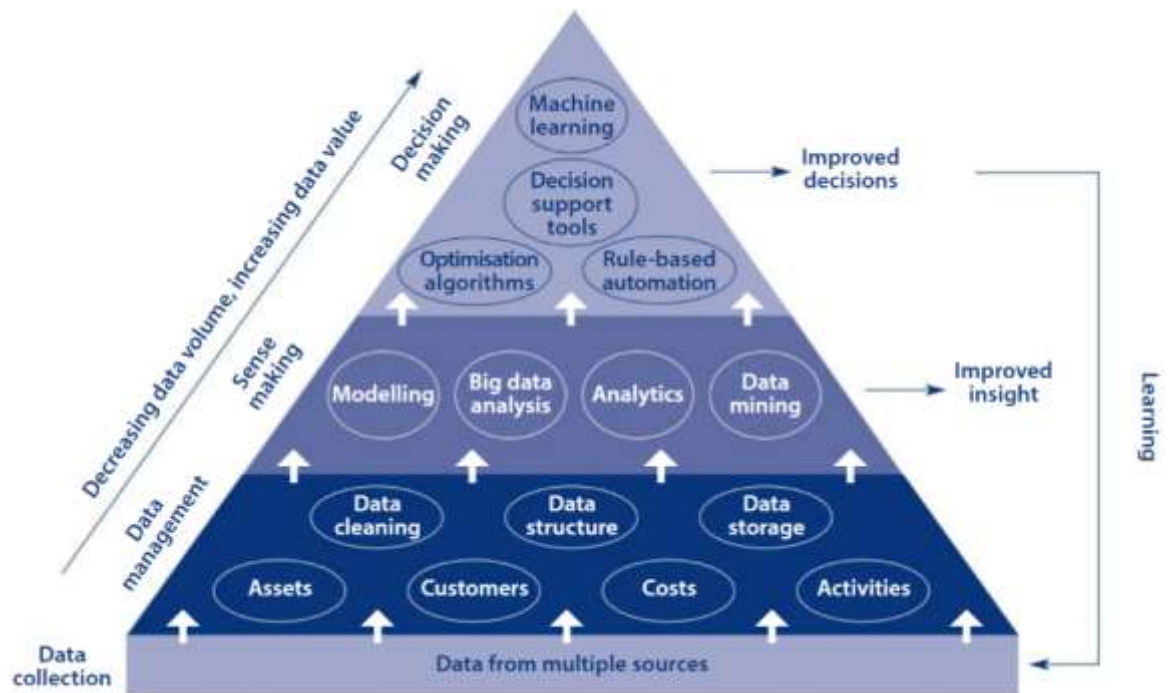 Machine
learning
Decision
support
tools
Optimisation
algorithms
Rule-based
automation
Decision
making
Improved
decisions
Decreasing data volume, increasing data value
Modelling
Big data
analysis
Analytics
Data
mining
Sense
making
Improved
insight
Learning
Data
cleaning
Data
structure
Data
storage
Assets
Customers
Costs
Activities
Data
management
Data
collection
Data from multiple sources